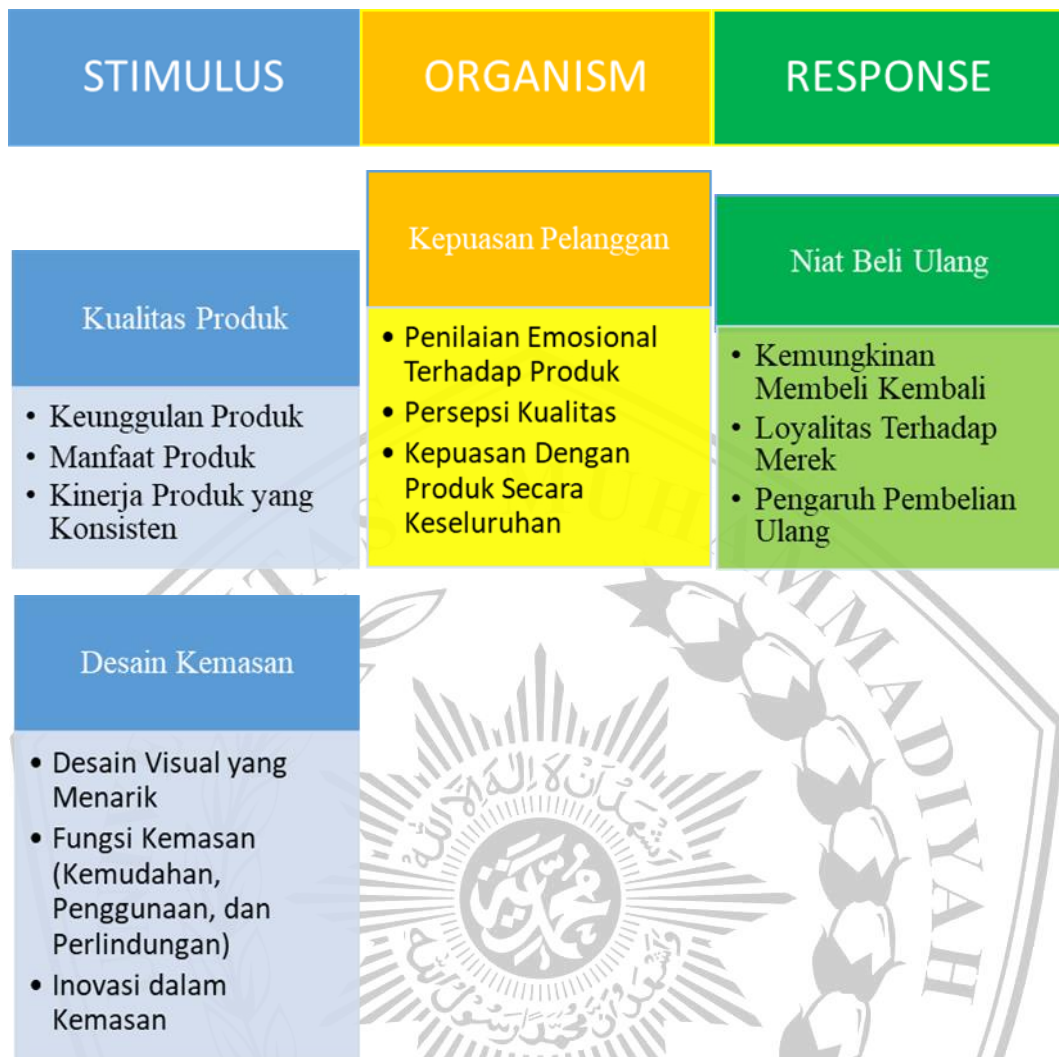 STIMULUS
ORGANISM
RESPONSE
Kualitas Produk
• Keunggulan Produk
• Manfaat Produk
• Kinerja Produk yang
Konsisten
Desain Kemasan
• Desain Visual yang
Menarik
• Fungsi Kemasan
(Kemudahan,
Penggunaan, dan
Perlindungan)
• Inovasi dalam
Kemasan
Kepuasan Pelanggan
• Penilaian Emosional
Terhadap Produk
• Persepsi Kualitas
• Kepuasan Dengan
Produk Secara
Keseluruhan
Niat Beli Ulang
• Kemungkinan
Membeli Kembali
• Loyalitas Terhadap
Merek
• Pengaruh Pembelian
Ulang
MUHAMMADIYAH